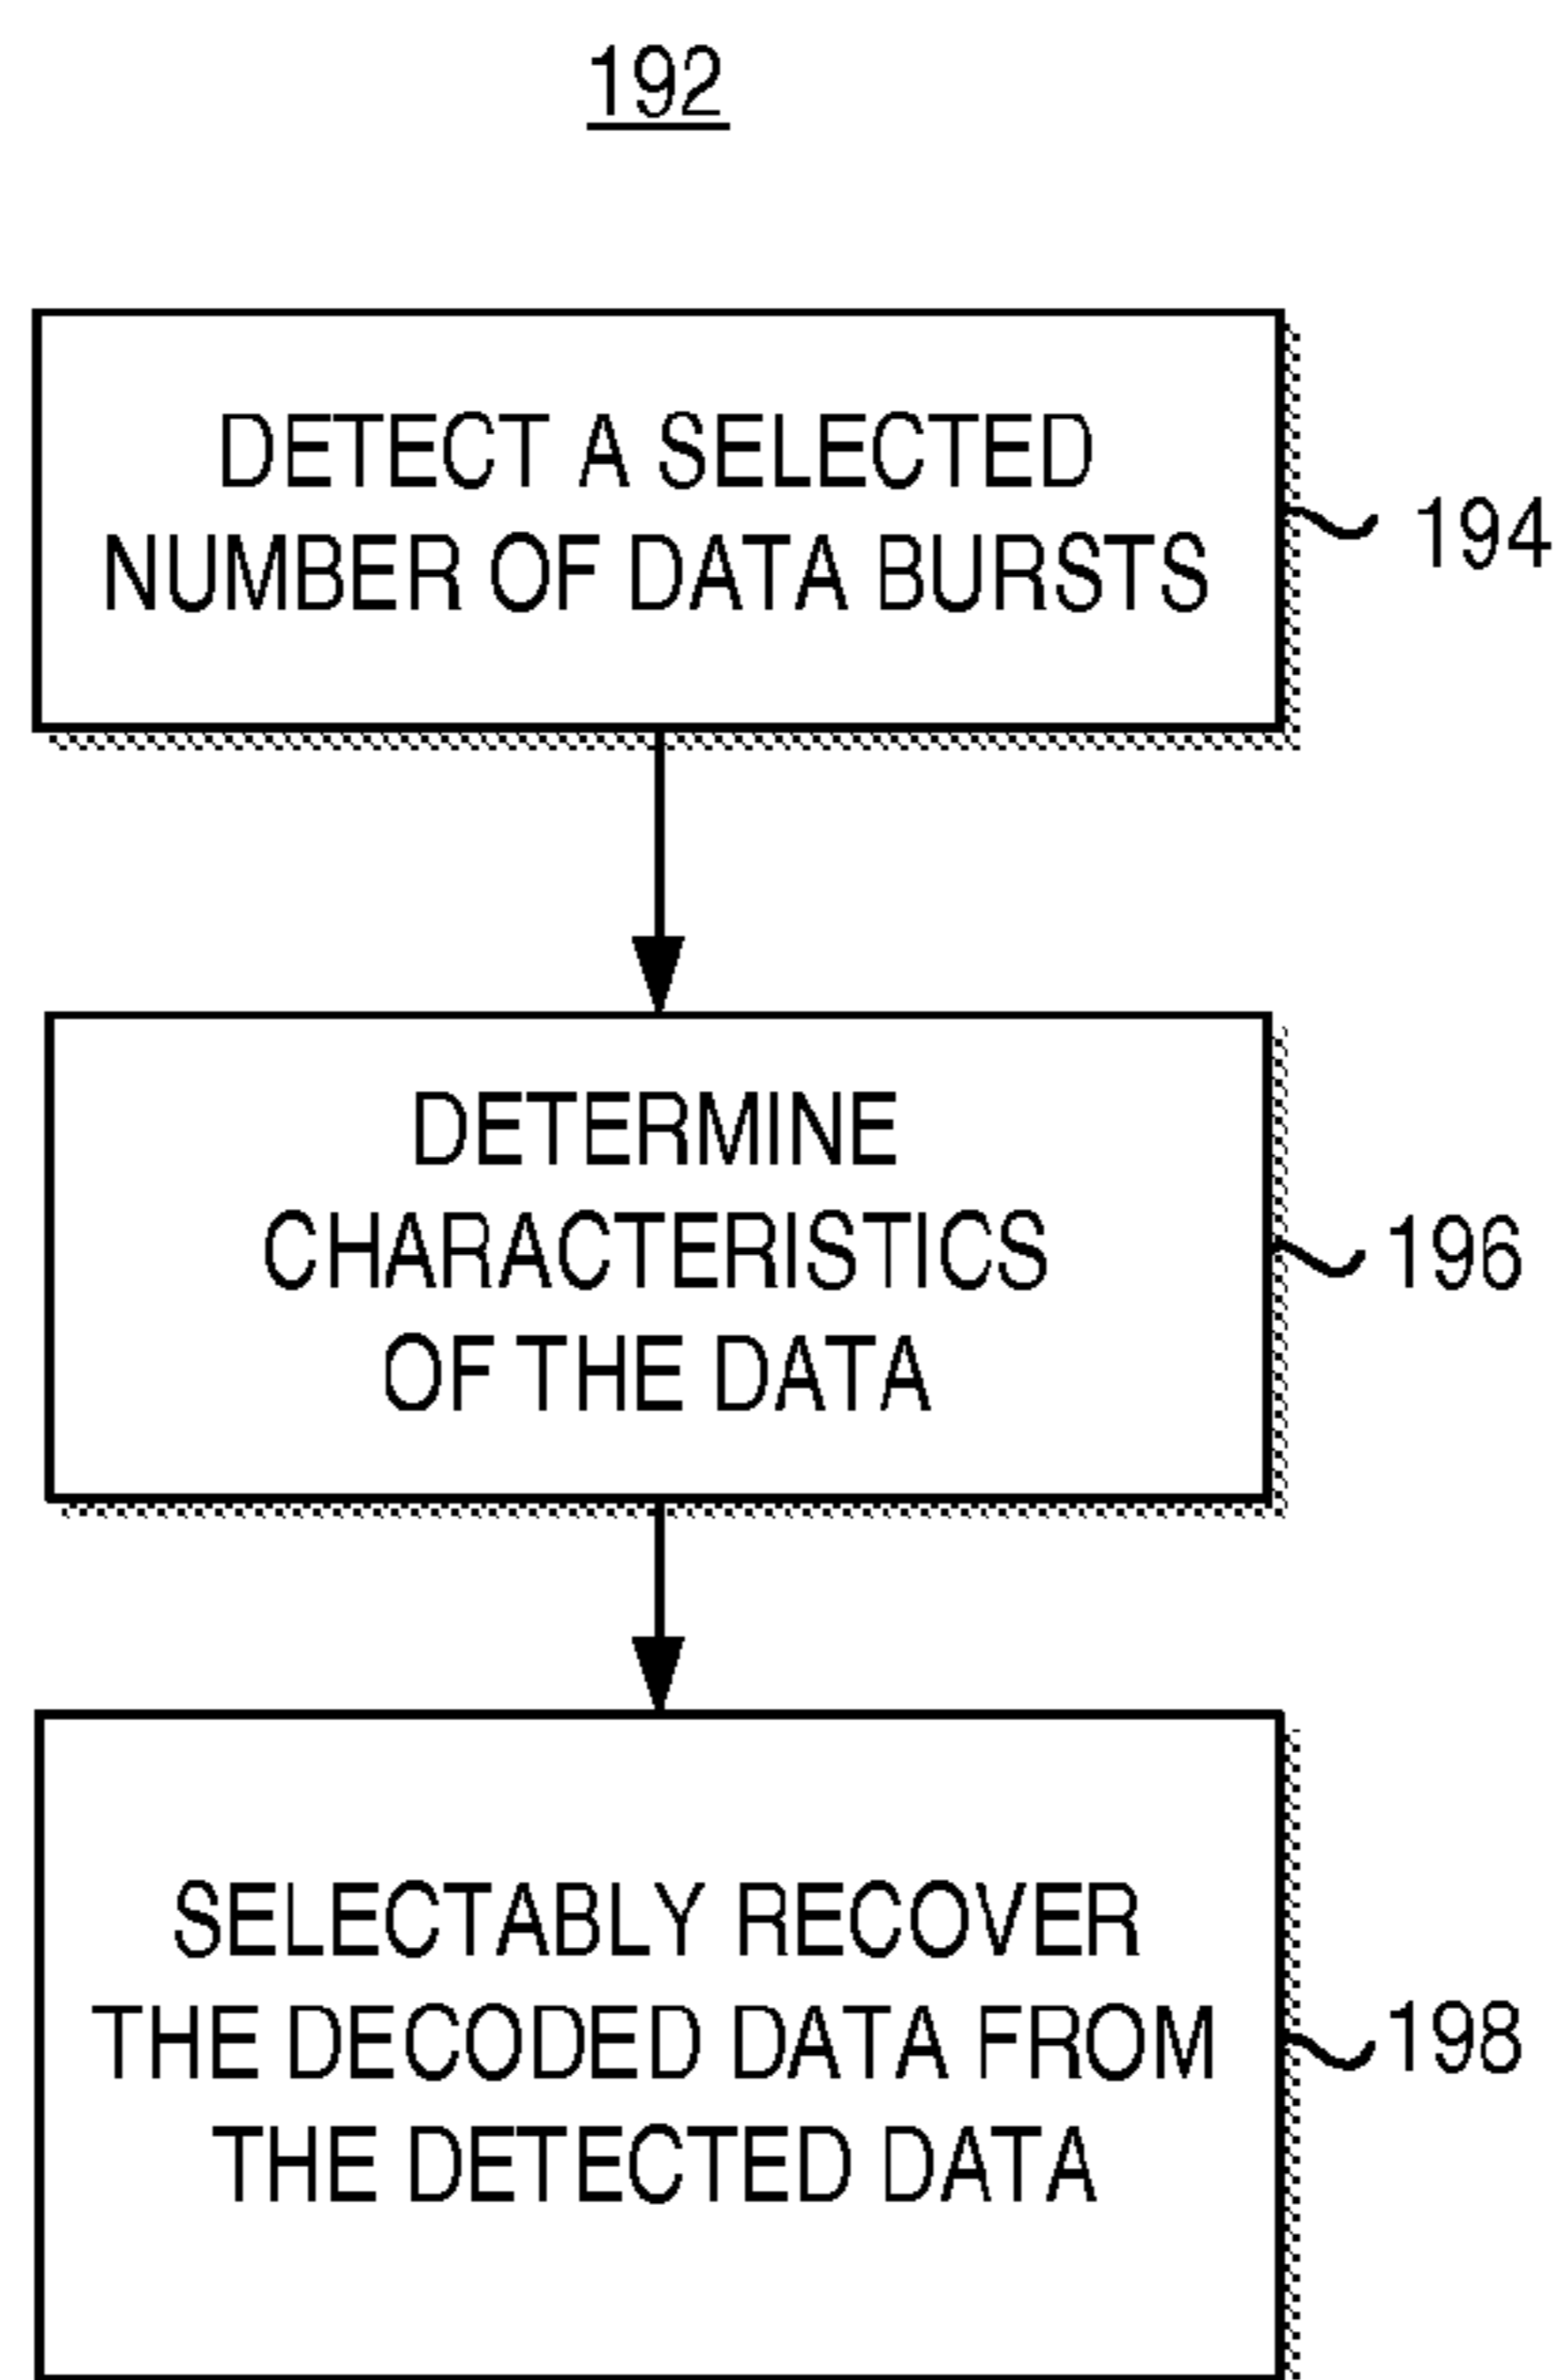 192
DETECT A SELECTED
NUMBER OF DATA BURSTS
194
DETERMINE
CHARACTERISTICS
OF THE DATA
196
SELECTABLY RECOVER
THE DECODED DATA FROM
THE DETECTED DATA
198